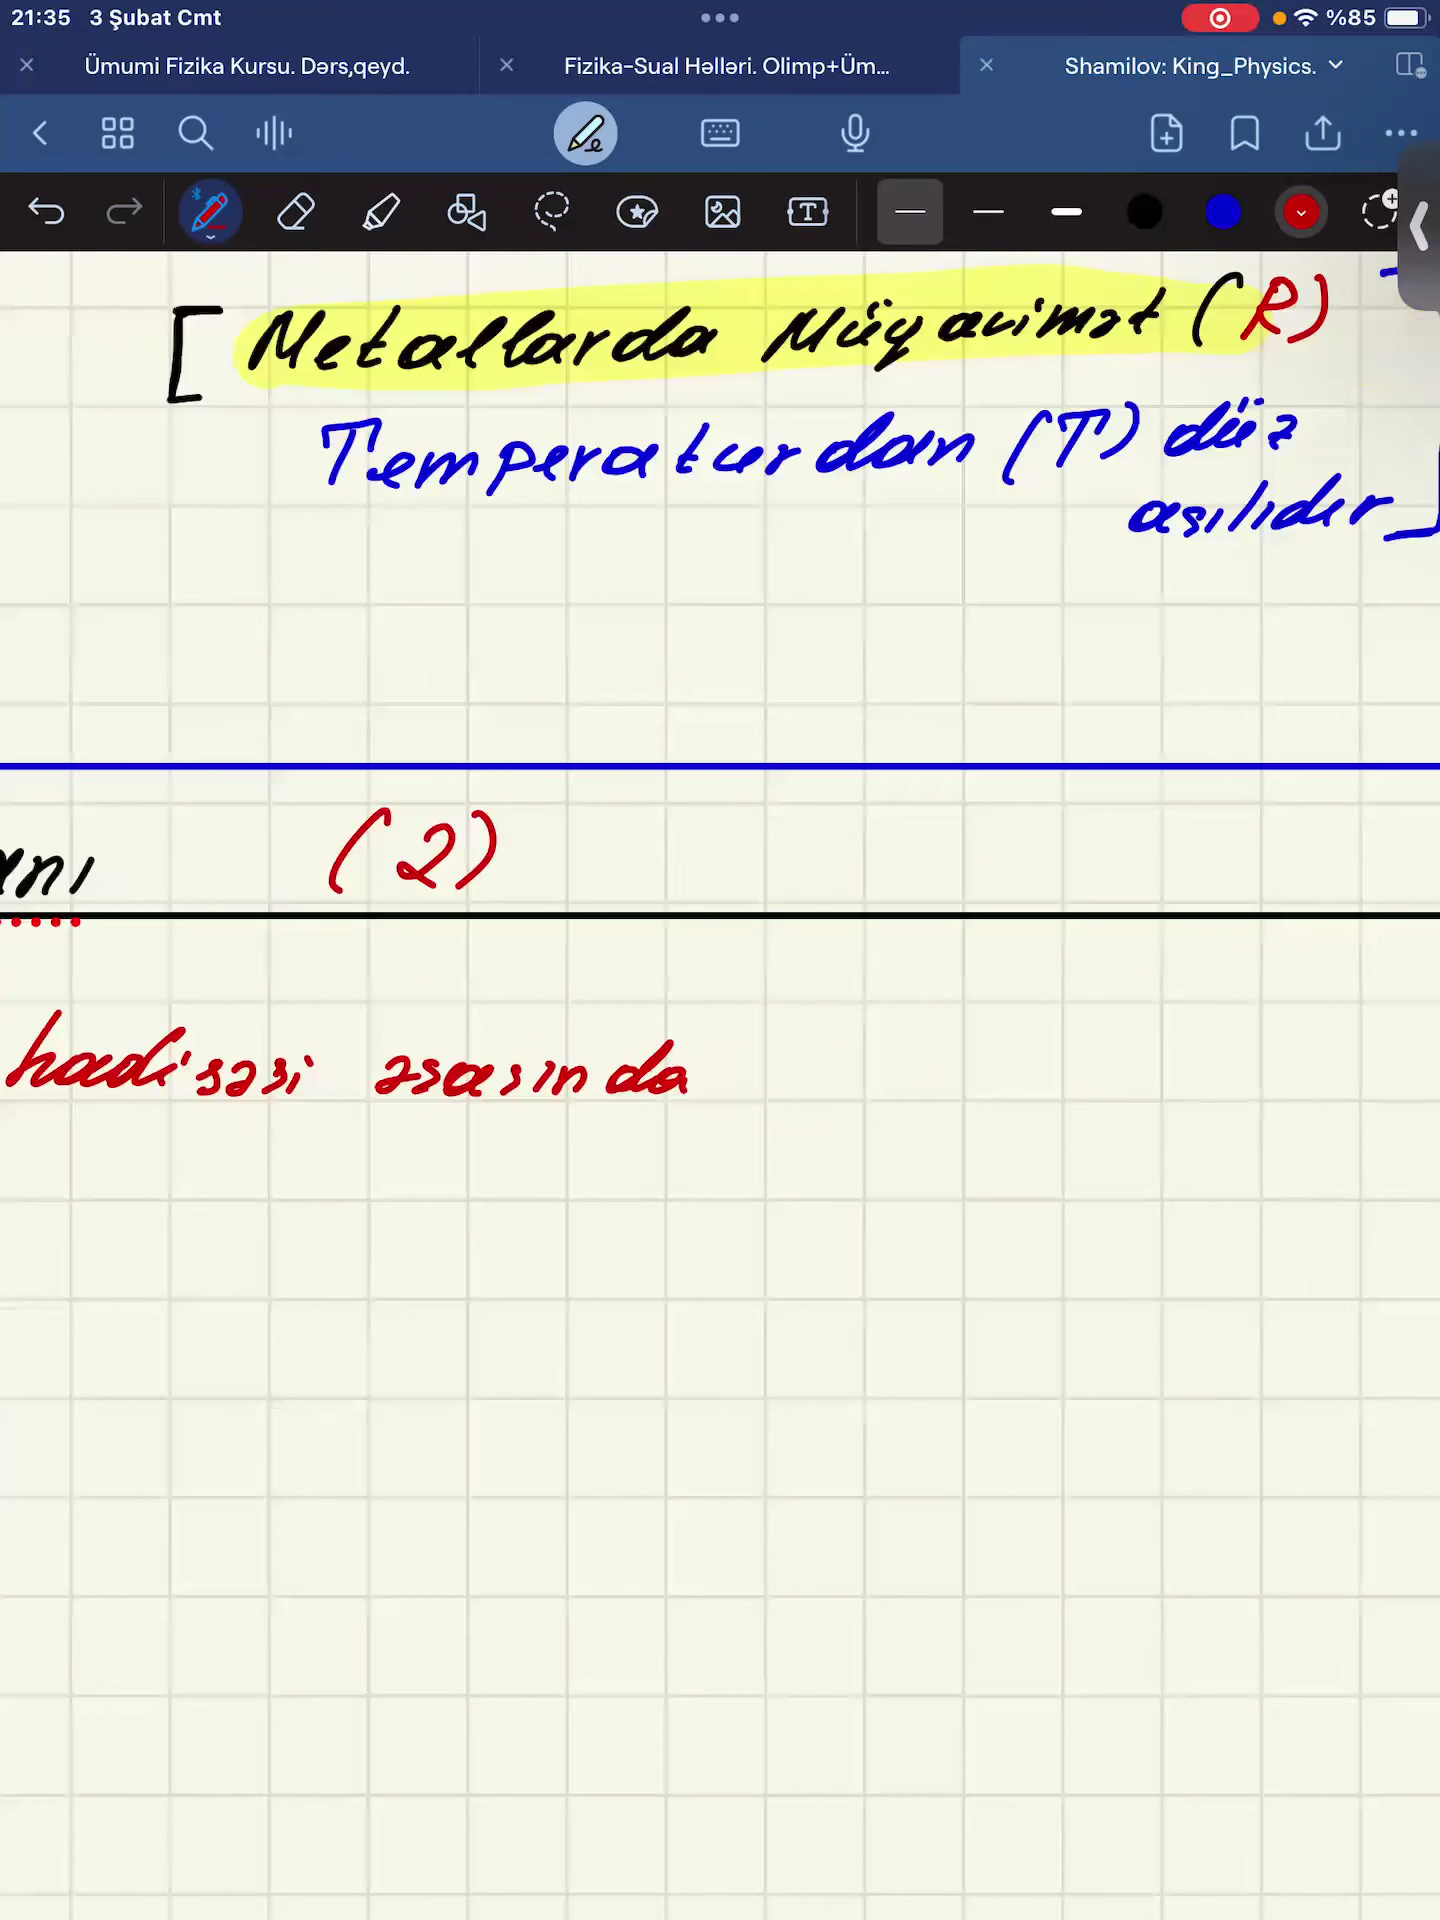 21:35 3 Şubat Cmt %85
Ümumi Fizika Kursu. Dərs,qeyd. Fizika-Sual Həlləri. Olimp+Üm... Shamilov: King_Physics.
[ Metallarda Müqavimət (R)
Temperaturdan (T) düz
asılıdır ]
anı (2)
hadisəsi əsasında